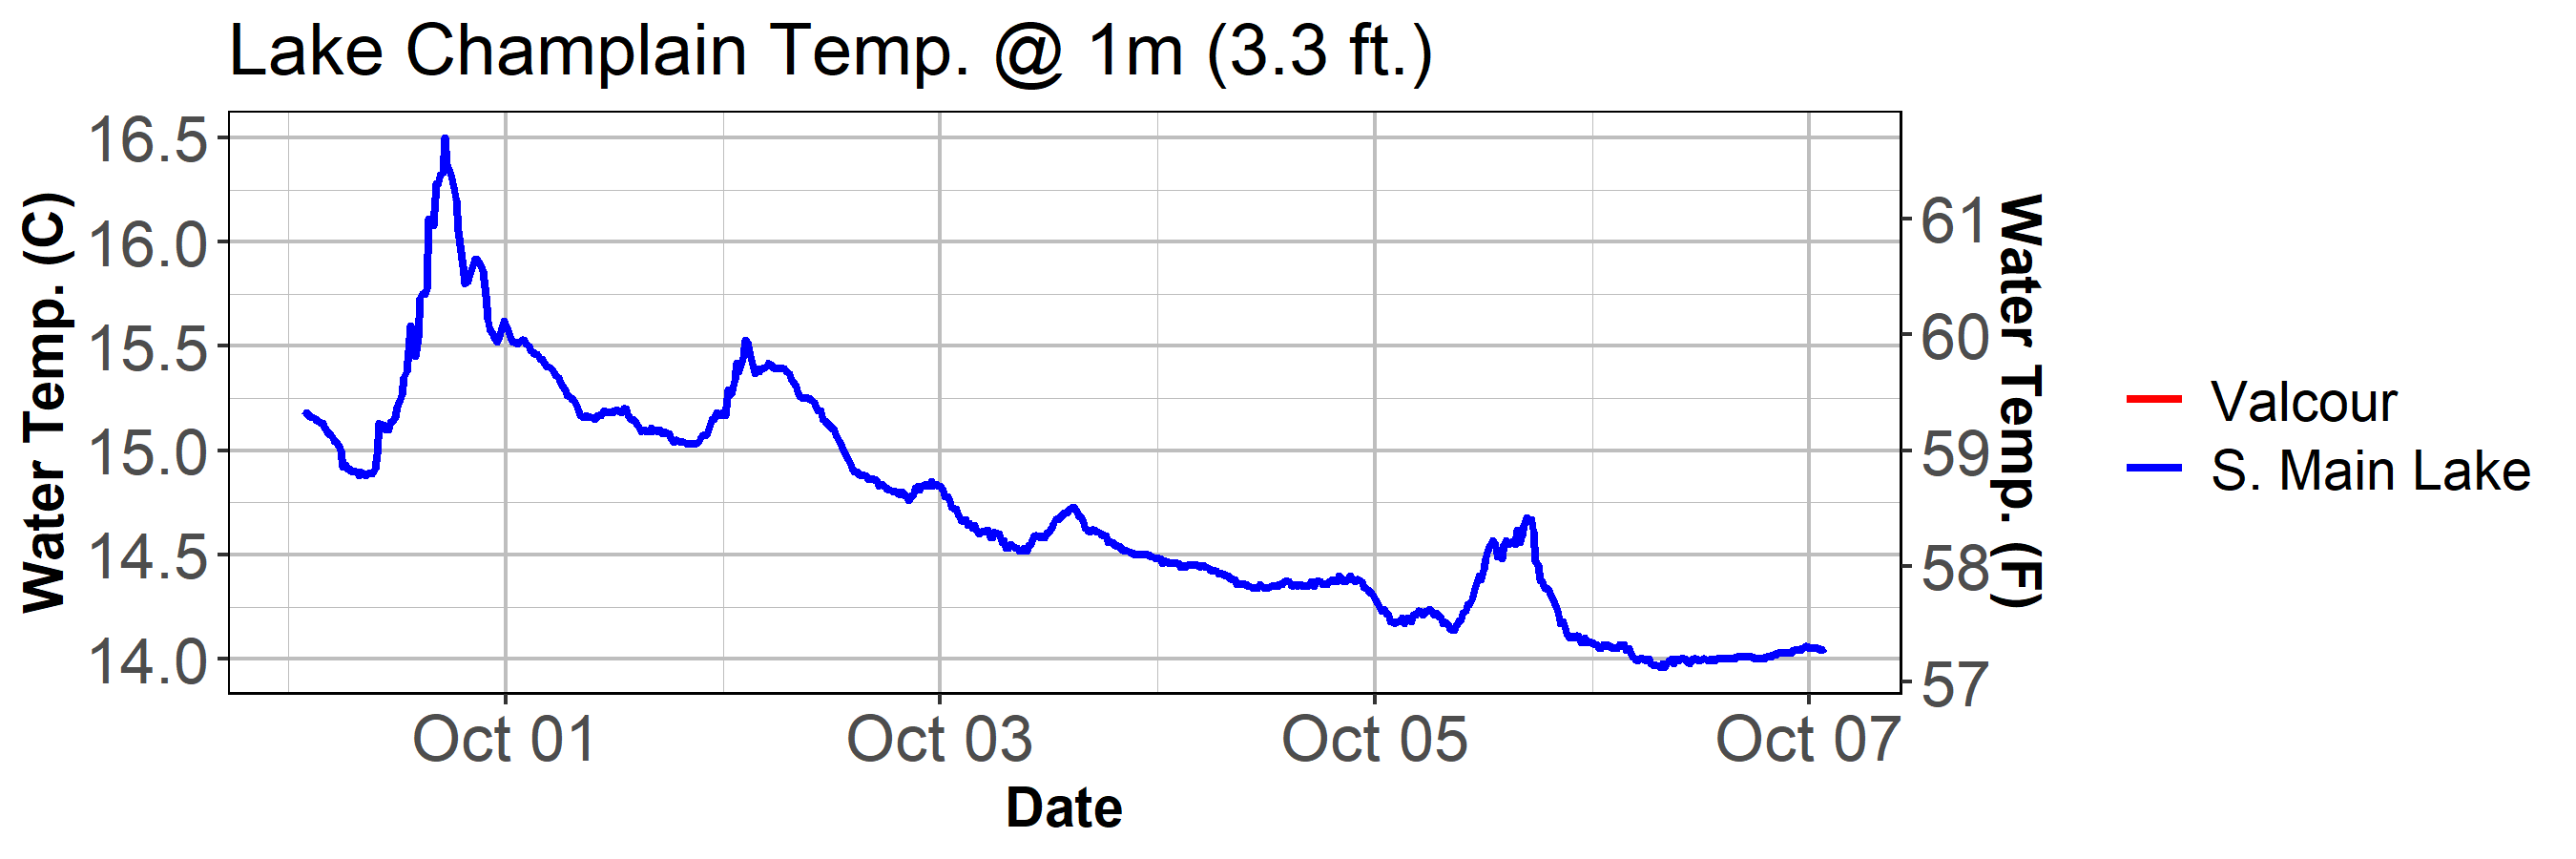 Lake Champlain Temp. @ 1m (3.3 ft.)
Water Temp. (C)
16.5
16.0
15.5
15.0
14.5
14.0
61
60
59
58
57
Water Temp. (F)
Oct 01
Oct 03
Oct 05
Oct 07
Date
Valcour
S. Main Lake